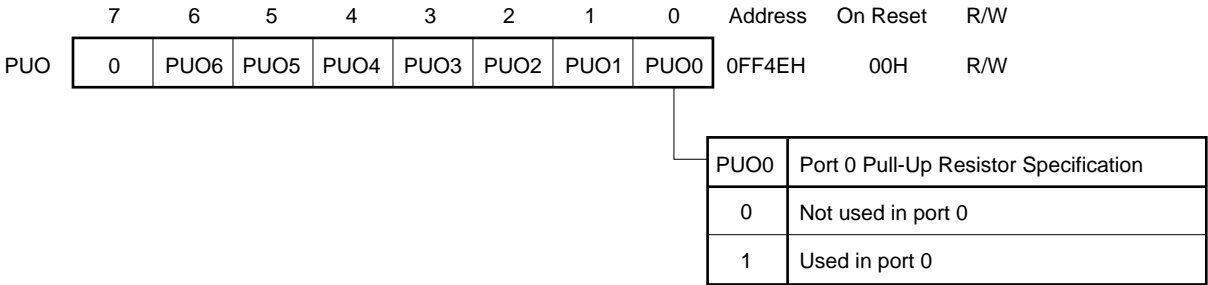 7 6 5 4 3 2 1 0 Address On Reset R/W
PUO 0 PUO6 PUO5 PUO4 PUO3 PUO2 PUO1 PUO0 0FF4EH 00H R/W
PUO0 Port 0 Pull-Up Resistor Specification
0 Not used in port 0
1 Used in port 0